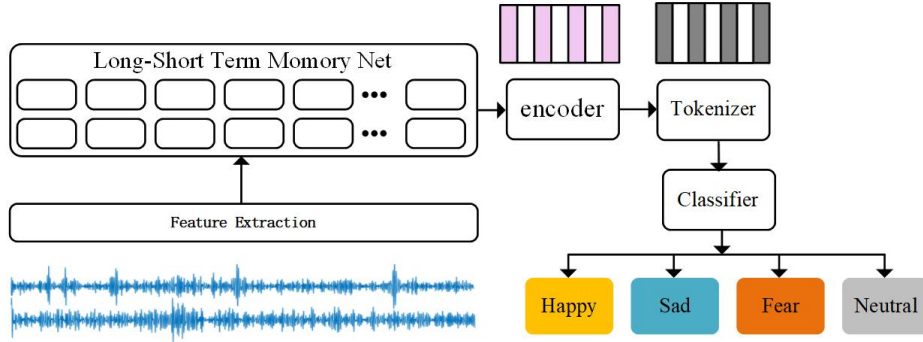 Long-Short Term Momory Net
encoder
Tokenizer
Classifier
Feature Extraction
Happy
Sad
Fear
Neutral